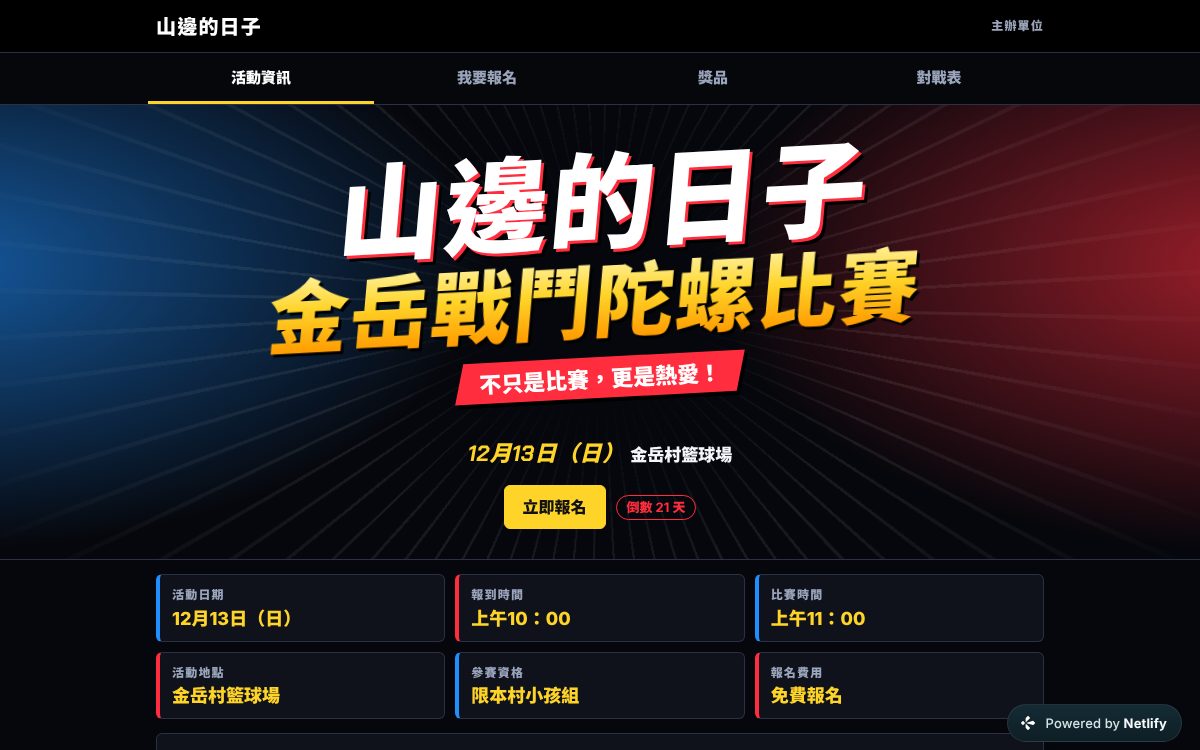 山邊的日子
主辦單位
活動資訊
我要報名
獎品
對戰表
山邊的日子
金岳戰鬥陀螺比賽
不只是比賽，更是熱愛！
12月13日（日） 金岳村籃球場
立即報名
倒數 21 天
活動日期
12月13日（日）
報到時間
上午10：00
比賽時間
上午11：00
活動地點
金岳村籃球場
參賽資格
限本村小孩組
報名費用
免費報名
Powered by Netlify